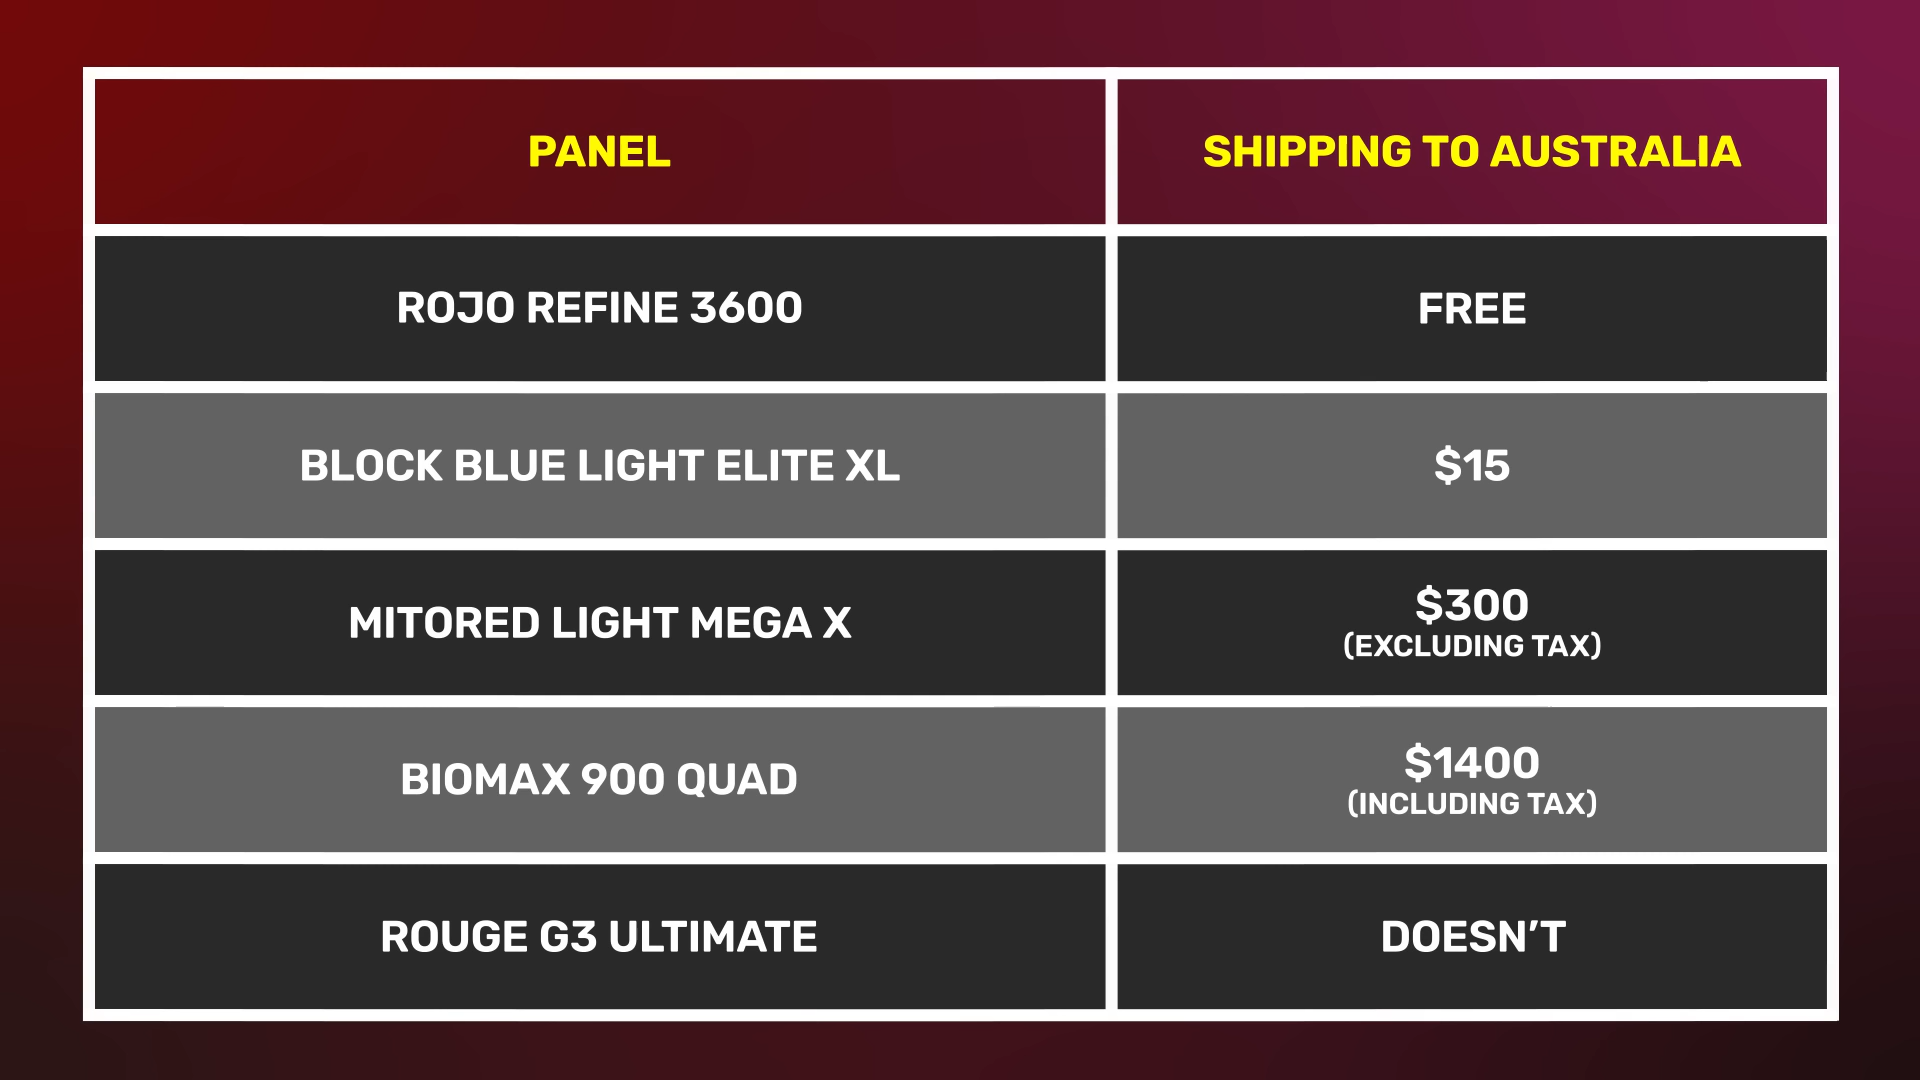 PANEL
SHIPPING TO AUSTRALIA
ROJO REFINE 3600
FREE
BLOCK BLUE LIGHT ELITE XL
$15
MITORED LIGHT MEGA X
$300
(EXCLUDING TAX)
BIOMAX 900 QUAD
$1400
(INCLUDING TAX)
ROUGE G3 ULTIMATE
DOESN’T